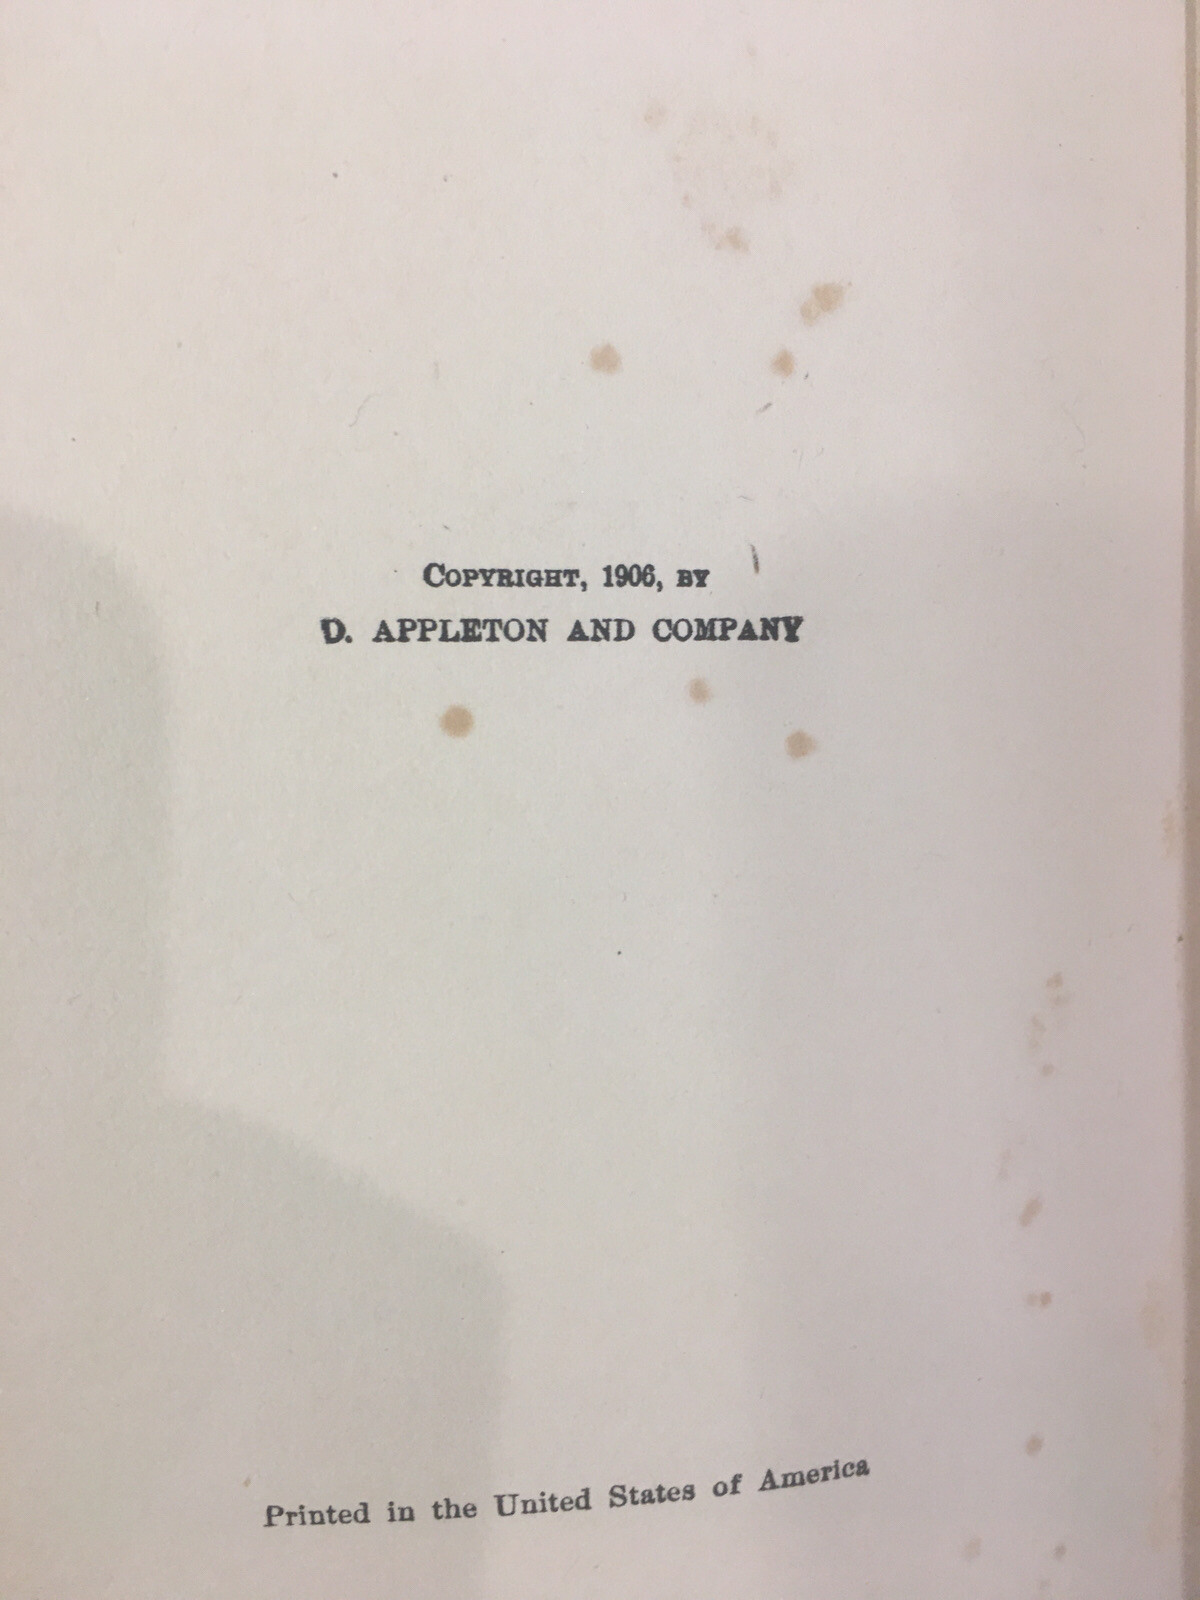 COPYRIGHT, 1906, BY
D. APPLETON AND COMPANY
Printed in the United States of America